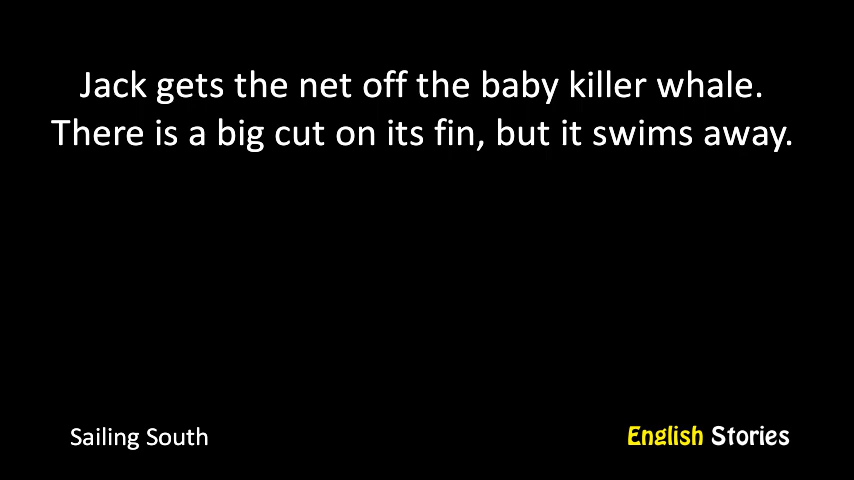 Jack gets the net off the baby killer whale.
There is a big cut on its fin, but it swims away.
Sailing South
English Stories